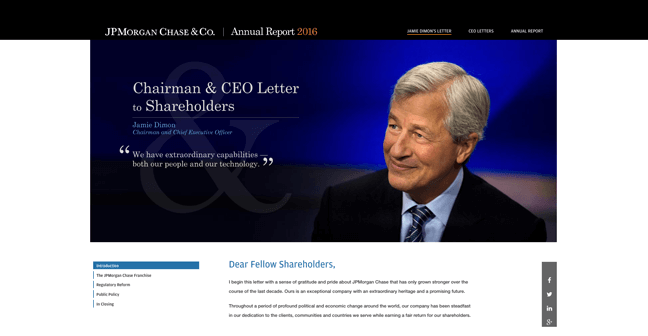 JPMORGAN CHASE & CO. | Annual Report 2016
JAMIE DIMON'S LETTER
CEO LETTERS
ANNUAL REPORT
&
Chairman & CEO Letter
to Shareholders
Jamie Dimon
Chairman and Chief Executive Officer
“We have extraordinary capabilities —
both our people and our technology.”
Introduction
The JPMorgan Chase Franchise
Regulatory Reform
Public Policy
In Closing
Dear Fellow Shareholders,
I begin this letter with a sense of gratitude and pride about JPMorgan Chase that has only grown stronger over the
course of the last decade. Ours is an exceptional company with an extraordinary heritage and a promising future.
Throughout a period of profound political and economic change around the world, our company has been steadfast
in our dedication to the clients, communities and countries we serve while earning a fair return for our shareholders.